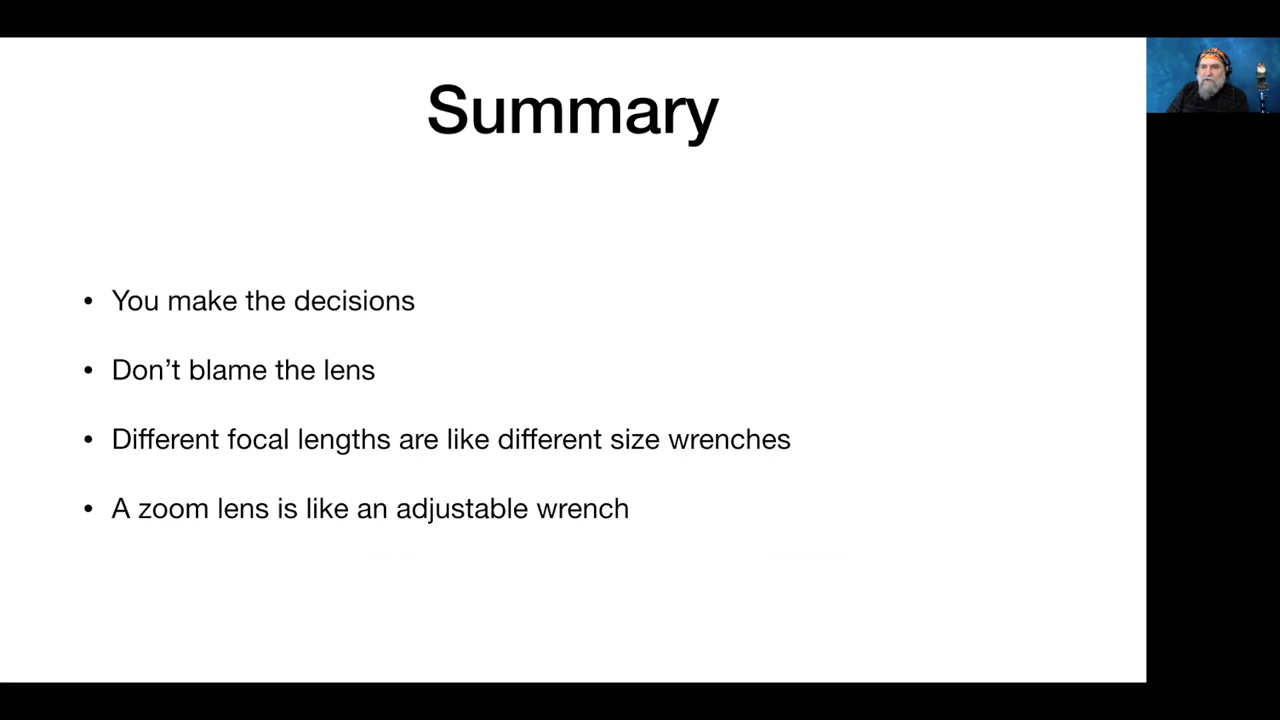 Summary
• You make the decisions
• Don’t blame the lens
• Different focal lengths are like different size wrenches
• A zoom lens is like an adjustable wrench